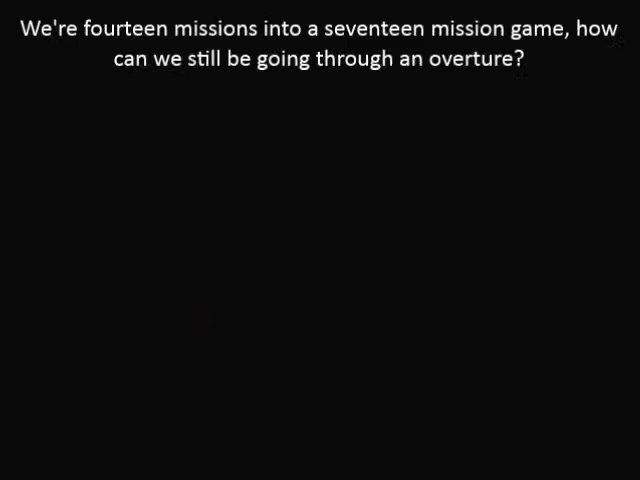 We're fourteen missions into a seventeen mission game, how
can we still be going through an overture?